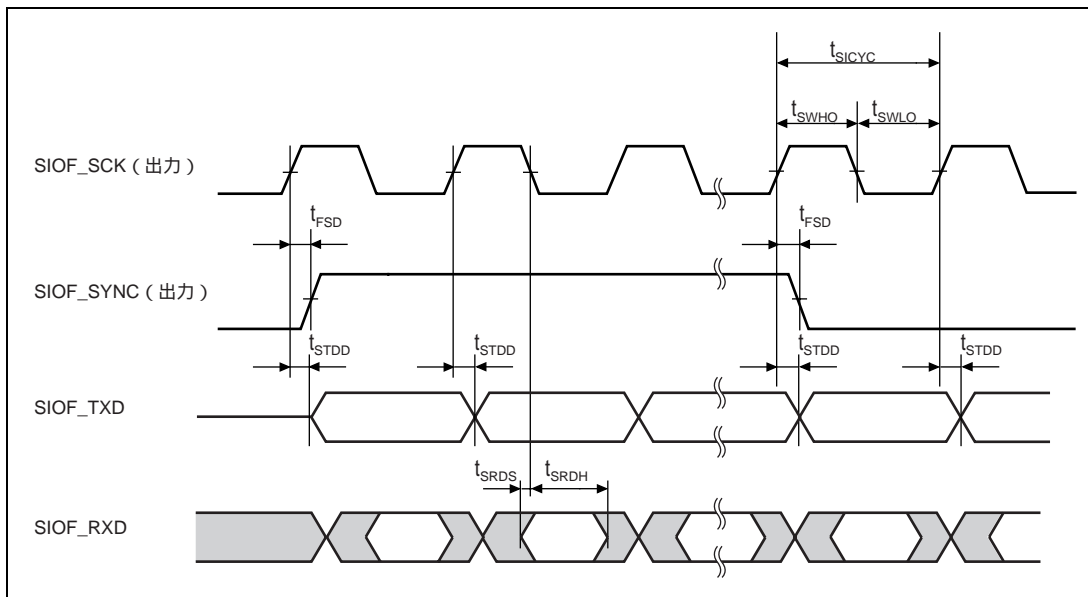 tSICYC
tSWHO tSWLO
SIOF_SCK（出力）
tFSD tFSD
SIOF_SYNC（出力）
tSTDD tSTDD tSTDD tSTDD
SIOF_TXD
tSRDS tSRDH
SIOF_RXD